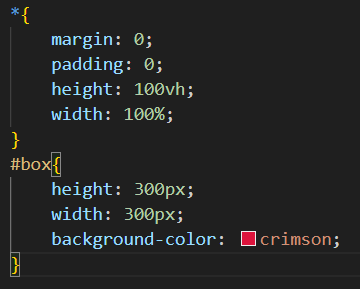 *{
    margin: 0;
    padding: 0;
    height: 100vh;
    width: 100%;
}
#box{
    height: 300px;
    width: 300px;
    background-color: crimson;
}